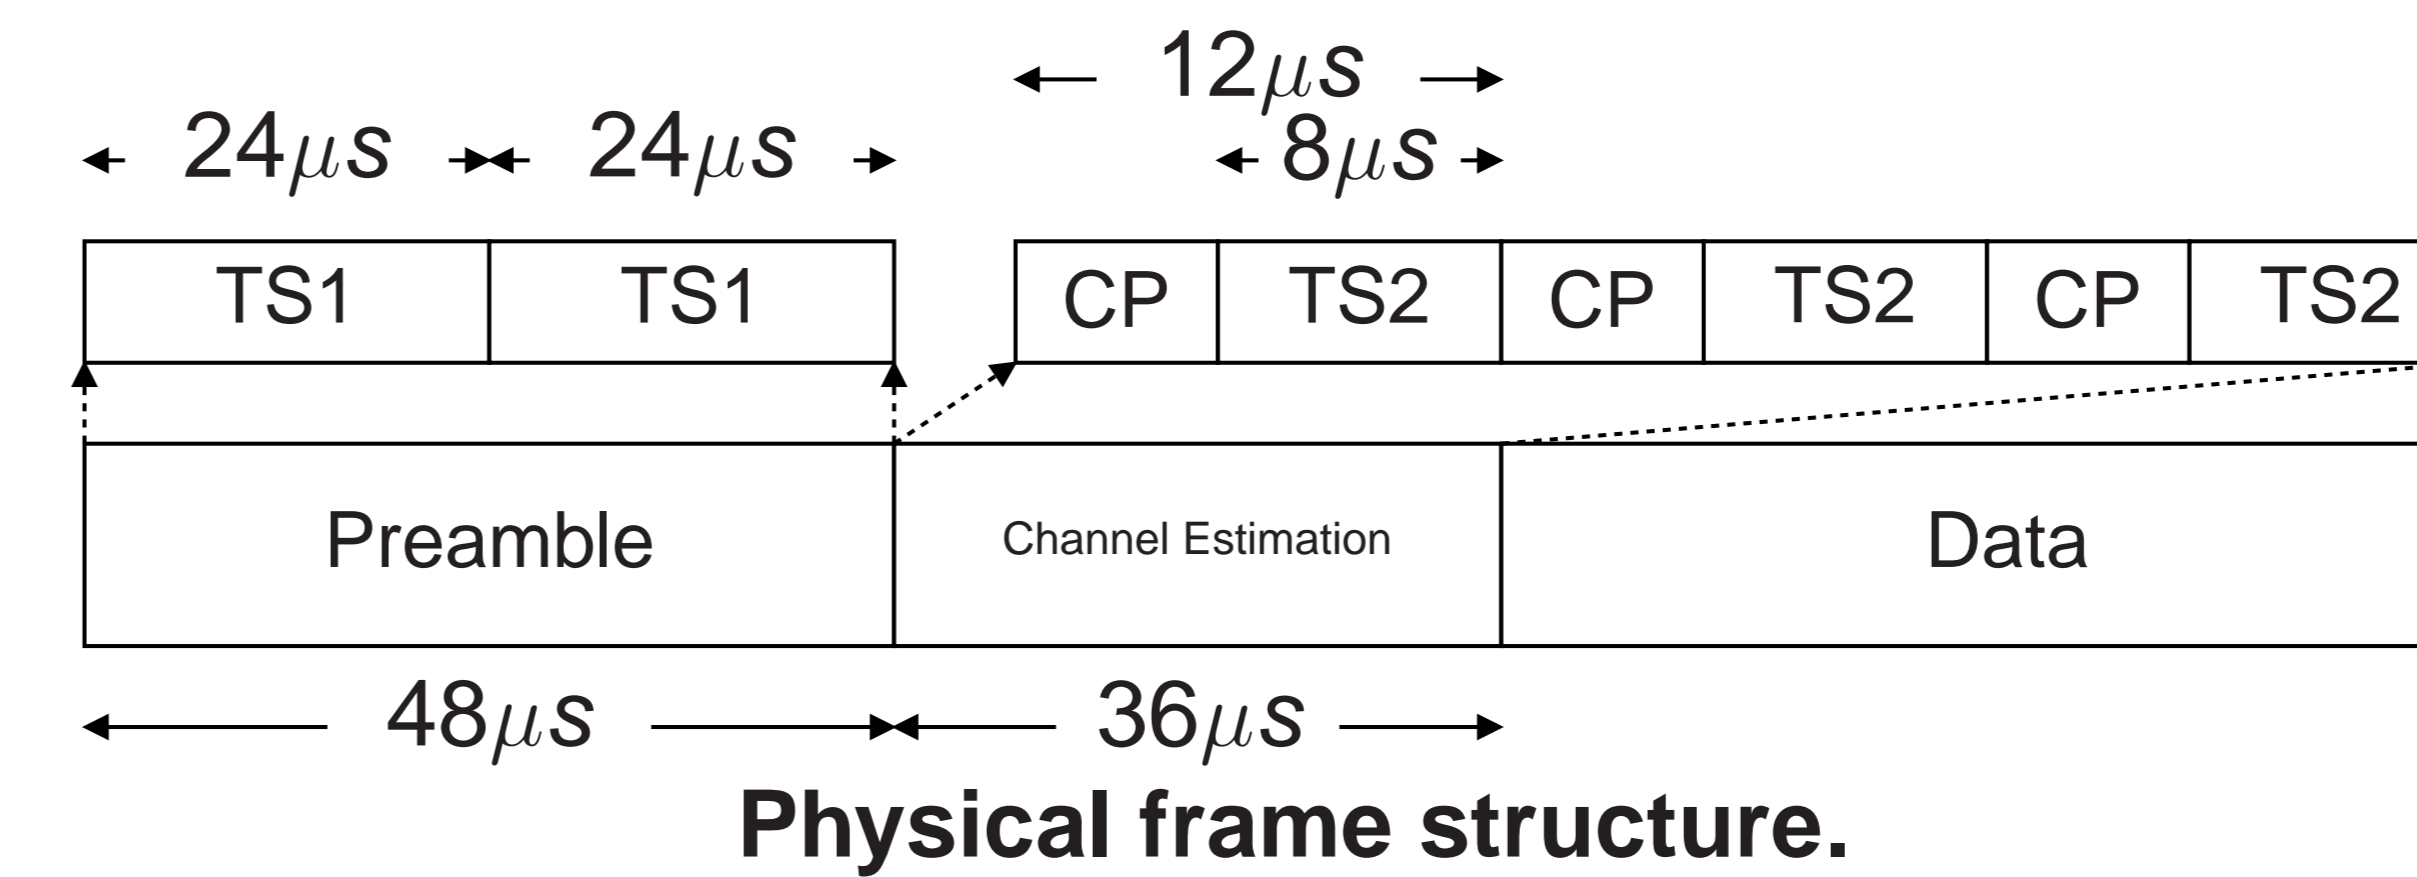 12μs
24μs 24μs 8μs
TS1 TS1 CP TS2 CP TS2 CP TS2
Preamble Channel Estimation Data
48μs 36μs
Physical frame structure.